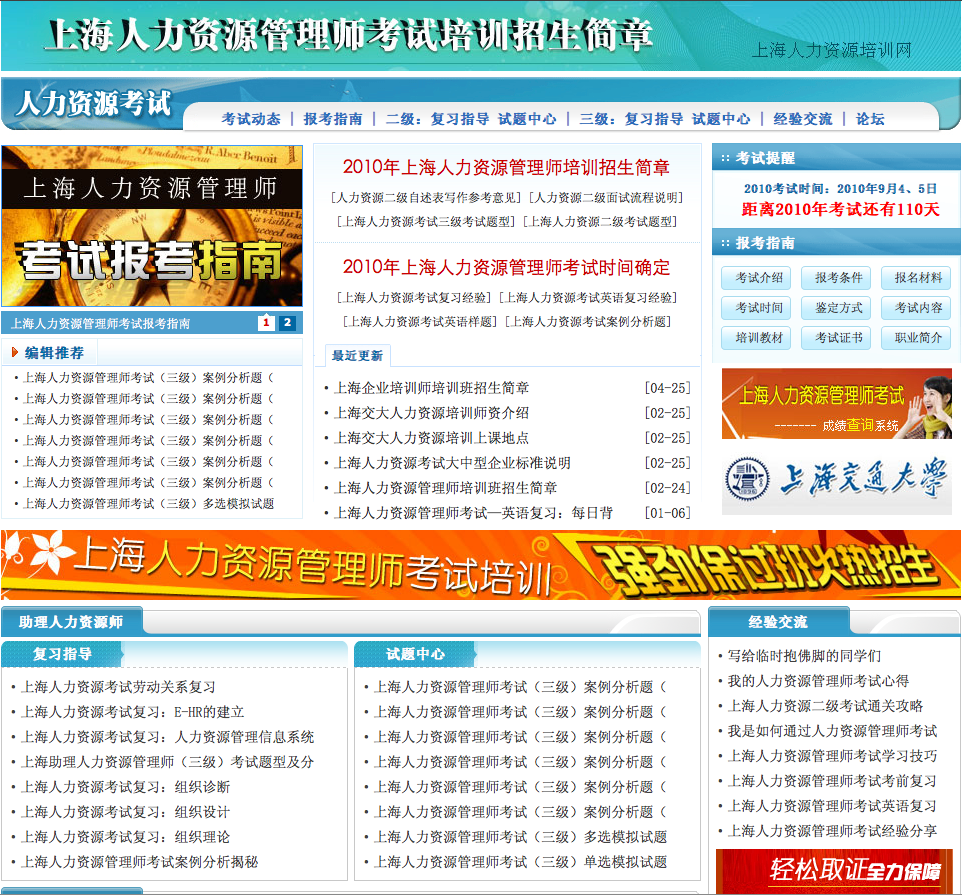 上海人力资源管理师考试培训招生简章
上海人力资源培训网
人力资源考试
考试动态 | 报考指南 | 二级：复习指导 试题中心 | 三级：复习指导 试题中心 | 经验交流 | 论坛
R.Aber Benoit
上海人力资源管理师
考试报考指南
上海人力资源管理师考试报考指南
1 2
编辑推荐
・上海人力资源管理师考试（三级）案例分析题（
・上海人力资源管理师考试（三级）案例分析题（
・上海人力资源管理师考试（三级）案例分析题（
・上海人力资源管理师考试（三级）案例分析题（
・上海人力资源管理师考试（三级）案例分析题（
・上海人力资源管理师考试（三级）案例分析题（
・上海人力资源管理师考试（三级）多选模拟试题
2010年上海人力资源管理师培训招生简章
[人力资源二级自述表写作参考意见] [人力资源二级面试流程说明]
[上海人力资源考试三级考试题型] [上海人力资源二级考试题型]
2010年上海人力资源管理师考试时间确定
[上海人力资源考试复习经验] [上海人力资源考试英语复习经验]
[上海人力资源考试英语样题] [上海人力资源考试案例分析题]
最近更新
・上海企业培训师培训班招生简章 [04-25]
・上海交大人力资源培训师资介绍 [02-25]
・上海交大人力资源培训上课地点 [02-25]
・上海人力资源考试大中型企业标准说明 [02-25]
・上海人力资源管理师培训班招生简章 [02-24]
・上海人力资源管理师考试—英语复习：每日背 [01-06]
:: 考试提醒
2010考试时间：2010年9月4、5日
距离2010年考试还有110天
:: 报考指南
考试介绍 报考条件 报名材料
考试时间 鉴定方式 考试内容
培训教材 考试证书 职业简介
上海人力资源管理师考试
------- 成绩查询系统
上海交通大学
上海人力资源管理师考试培训
强劲保过班火热招生
助理人力资源师
复习指导
・上海人力资源考试劳动关系复习
・上海人力资源考试复习：E-HR的建立
・上海人力资源考试复习：人力资源管理信息系统
・上海助理人力资源管理师（三级）考试题型及分
・上海人力资源考试复习：组织诊断
・上海人力资源考试复习：组织设计
・上海人力资源考试复习：组织理论
・上海人力资源管理师考试案例分析揭秘
试题中心
・上海人力资源管理师考试（三级）案例分析题（
・上海人力资源管理师考试（三级）案例分析题（
・上海人力资源管理师考试（三级）案例分析题（
・上海人力资源管理师考试（三级）案例分析题（
・上海人力资源管理师考试（三级）案例分析题（
・上海人力资源管理师考试（三级）案例分析题（
・上海人力资源管理师考试（三级）多选模拟试题
・上海人力资源管理师考试（三级）单选模拟试题
经验交流
・写给临时抱佛脚的同学们
・我的人力资源管理师考试心得
・上海人力资源二级考试通关攻略
・我是如何通过人力资源管理师考试
・上海人力资源管理师考试学习技巧
・上海人力资源管理师考试考前复习
・上海人力资源管理师考试英语复习
・上海人力资源管理师考试经验分享
轻松取证全力保障